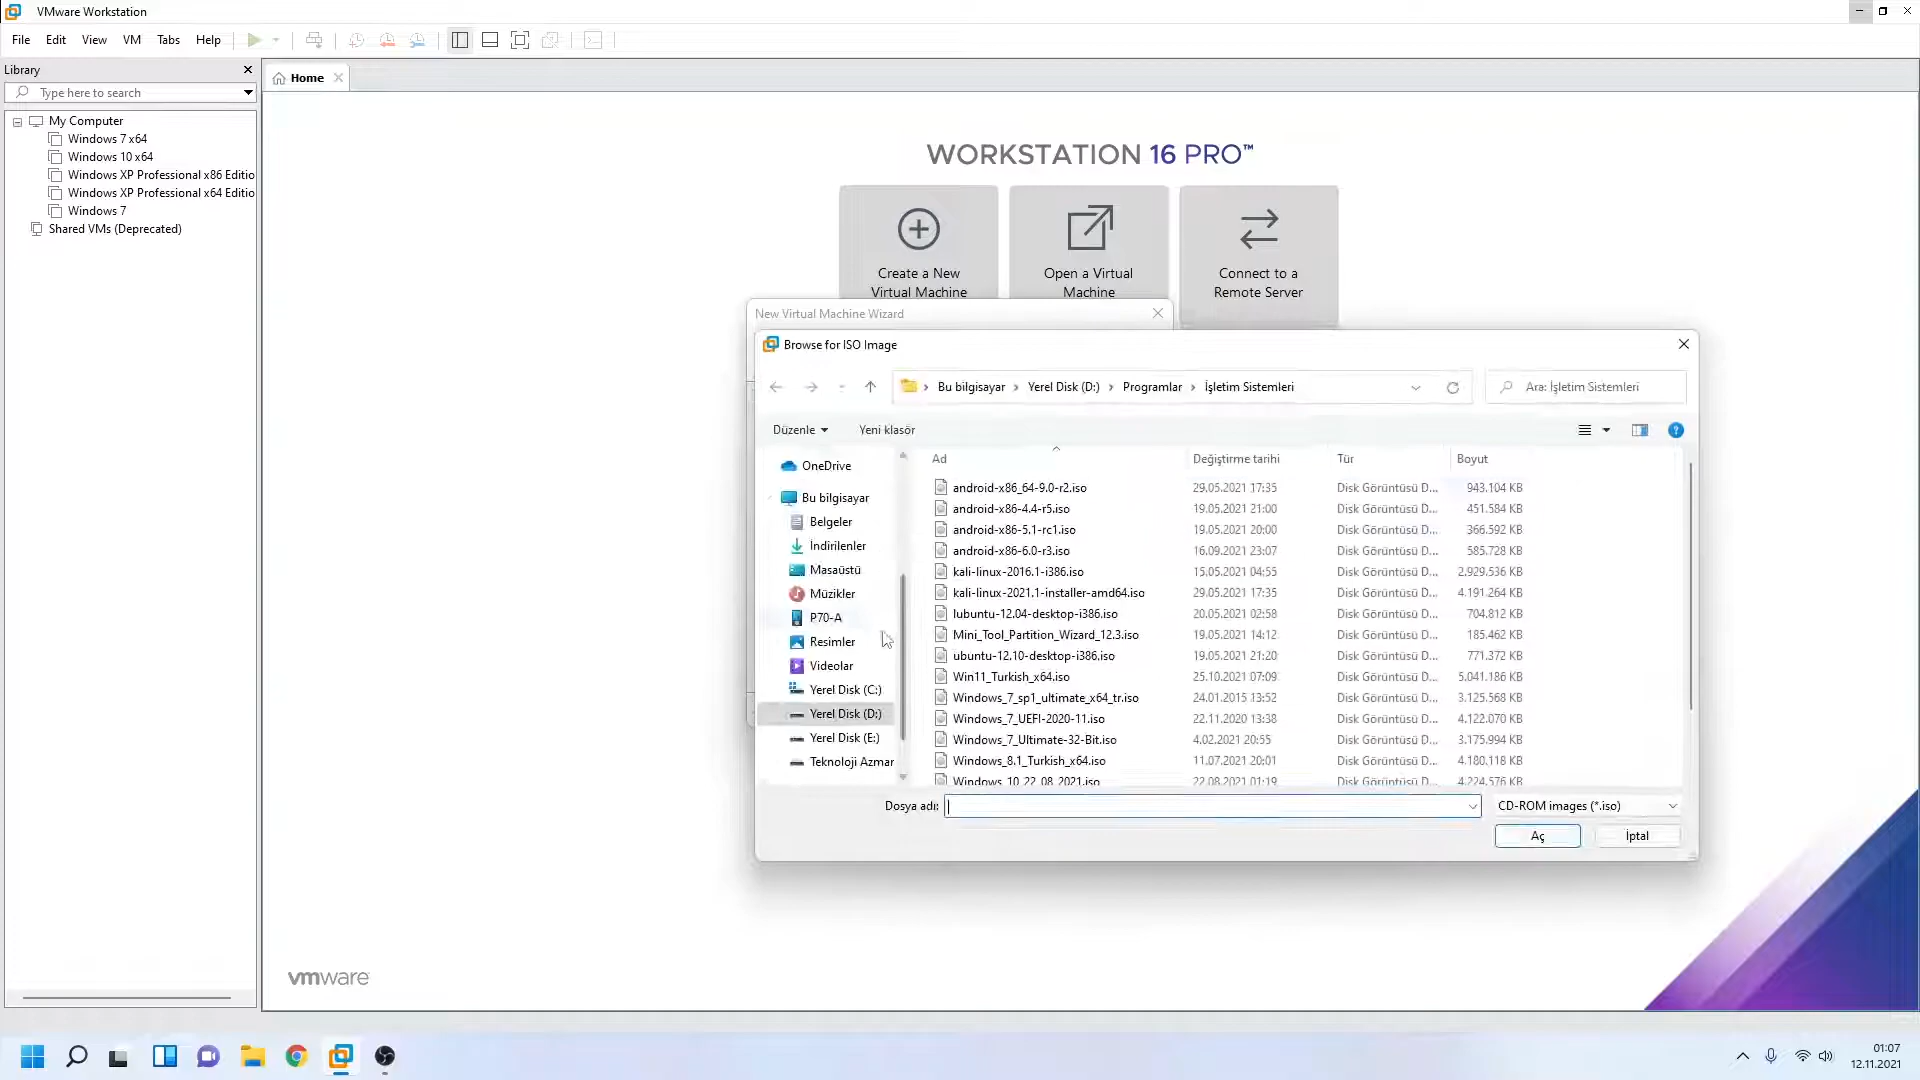 VMware Workstation
File Edit View VM Tabs Help
Library
Type here to search
My Computer
Windows 7 x64
Windows 10 x64
Windows XP Professional x86 Editio
Windows XP Professional x64 Editio
Windows 7
Shared VMs (Deprecated)
Home
WORKSTATION 16 PRO™
Create a New
Virtual Machine
Open a Virtual
Machine
Connect to a
Remote Server
New Virtual Machine Wizard
Browse for ISO Image
Bu bilgisayar > Yerel Disk (D:) > Programlar > İşletim Sistemleri
Ara: İşletim Sistemleri
Düzenle Yeni klasör
OneDrive
Bu bilgisayar
Belgeler
İndirilenler
Masaüstü
Müzikler
P70-A
Resimler
Videolar
Yerel Disk (C:)
Yerel Disk (D:)
Yerel Disk (E:)
Teknoloji Azmar
Ad Değiştirme tarihi Tür Boyut
android-x86_64-9.0-r2.iso 29.05.2021 17:35 Disk Görüntüsü D... 943.104 KB
android-x86-4.4-r5.iso 19.05.2021 21:00 Disk Görüntüsü D... 451.584 KB
android-x86-5.1-rc1.iso 19.05.2021 20:00 Disk Görüntüsü D... 366.592 KB
android-x86-6.0-r3.iso 16.09.2021 23:07 Disk Görüntüsü D... 585.728 KB
kali-linux-2016.1-i386.iso 15.05.2021 04:55 Disk Görüntüsü D... 2.929.536 KB
kali-linux-2021.1-installer-amd64.iso 29.05.2021 17:35 Disk Görüntüsü D... 4.191.264 KB
lubuntu-12.04-desktop-i386.iso 20.05.2021 02:58 Disk Görüntüsü D... 704.812 KB
Mini_Tool_Partition_Wizard_12.3.iso 19.05.2021 14:12 Disk Görüntüsü D... 185.462 KB
ubuntu-12.10-desktop-i386.iso 19.05.2021 21:20 Disk Görüntüsü D... 771.372 KB
Win11_Turkish_x64.iso 25.10.2021 07:09 Disk Görüntüsü D... 5.041.186 KB
Windows_7_sp1_ultimate_x64_tr.iso 24.01.2015 13:52 Disk Görüntüsü D... 3.125.568 KB
Windows_7_UEFI-2020-11.iso 22.11.2020 13:38 Disk Görüntüsü D... 4.122.070 KB
Windows_7_Ultimate-32-Bit.iso 4.02.2021 20:55 Disk Görüntüsü D... 3.175.994 KB
Windows_8.1_Turkish_x64.iso 11.07.2021 20:01 Disk Görüntüsü D... 4.180.118 KB
Windows_10_22_08_2021.iso 22.08.2021 01:19 Disk Görüntüsü D... 4.224.576 KB
Dosya adı:
CD-ROM images (*.iso)
Aç İptal
vmware
01:07
12.11.2021